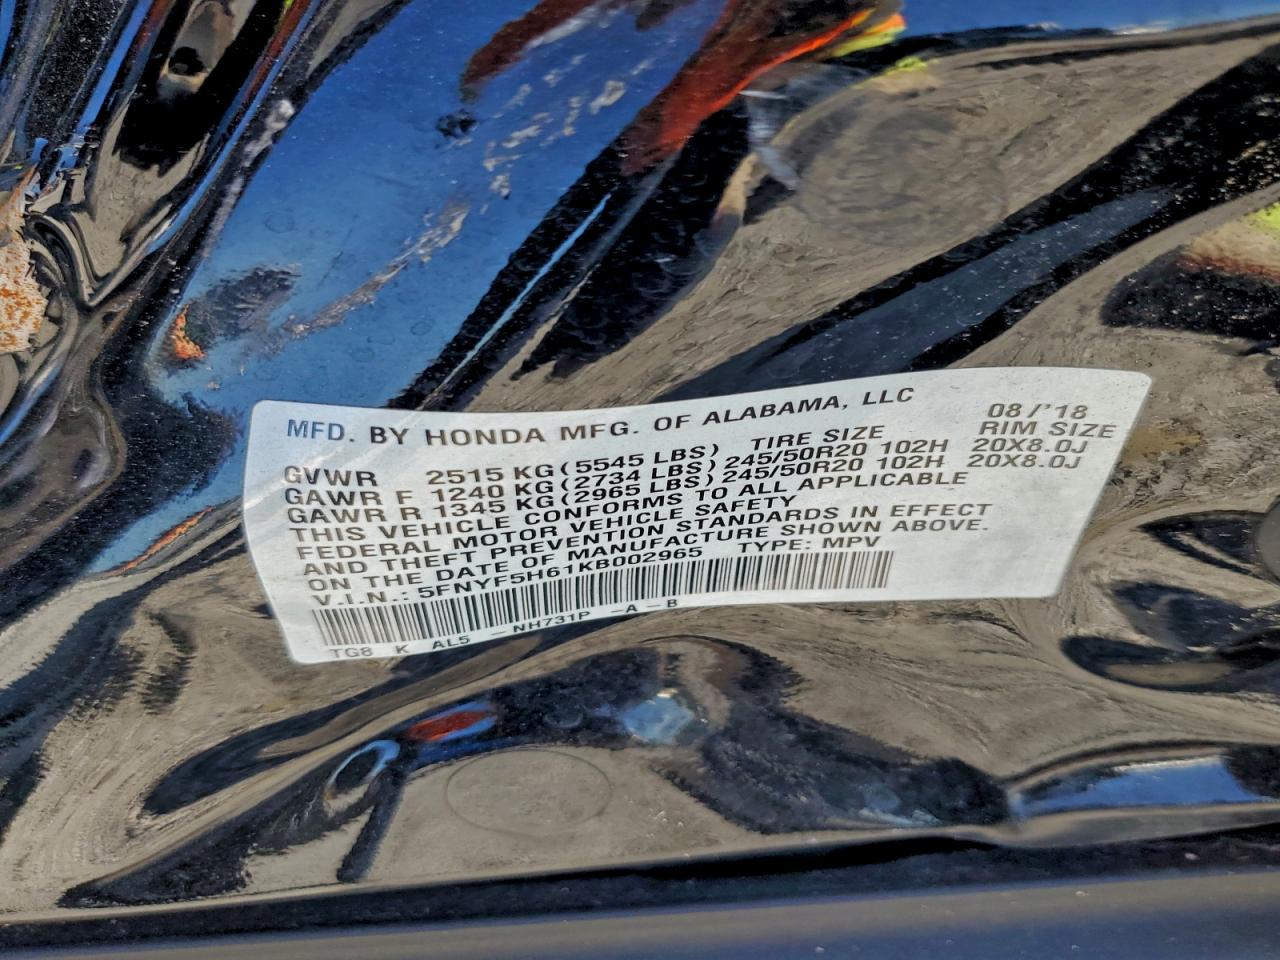 MFD. BY HONDA MFG. OF ALABAMA, LLC 08/'18
GVWR 2515 KG(5545 LBS) TIRE SIZE RIM SIZE
GAWR F 1240 KG(2734 LBS)245/50R20 102H 20X8.0J
GAWR R 1345 KG(2965 LBS)245/50R20 102H 20X8.0J
THIS VEHICLE CONFORMS TO ALL APPLICABLE
FEDERAL MOTOR VEHICLE SAFETY
AND THEFT PREVENTION STANDARDS IN EFFECT
ON THE DATE OF MANUFACTURE SHOWN ABOVE.
V.I.N.: 5FNYF5H61KB002965 TYPE: MPV
TG8 K AL5 -NH731P -A-B